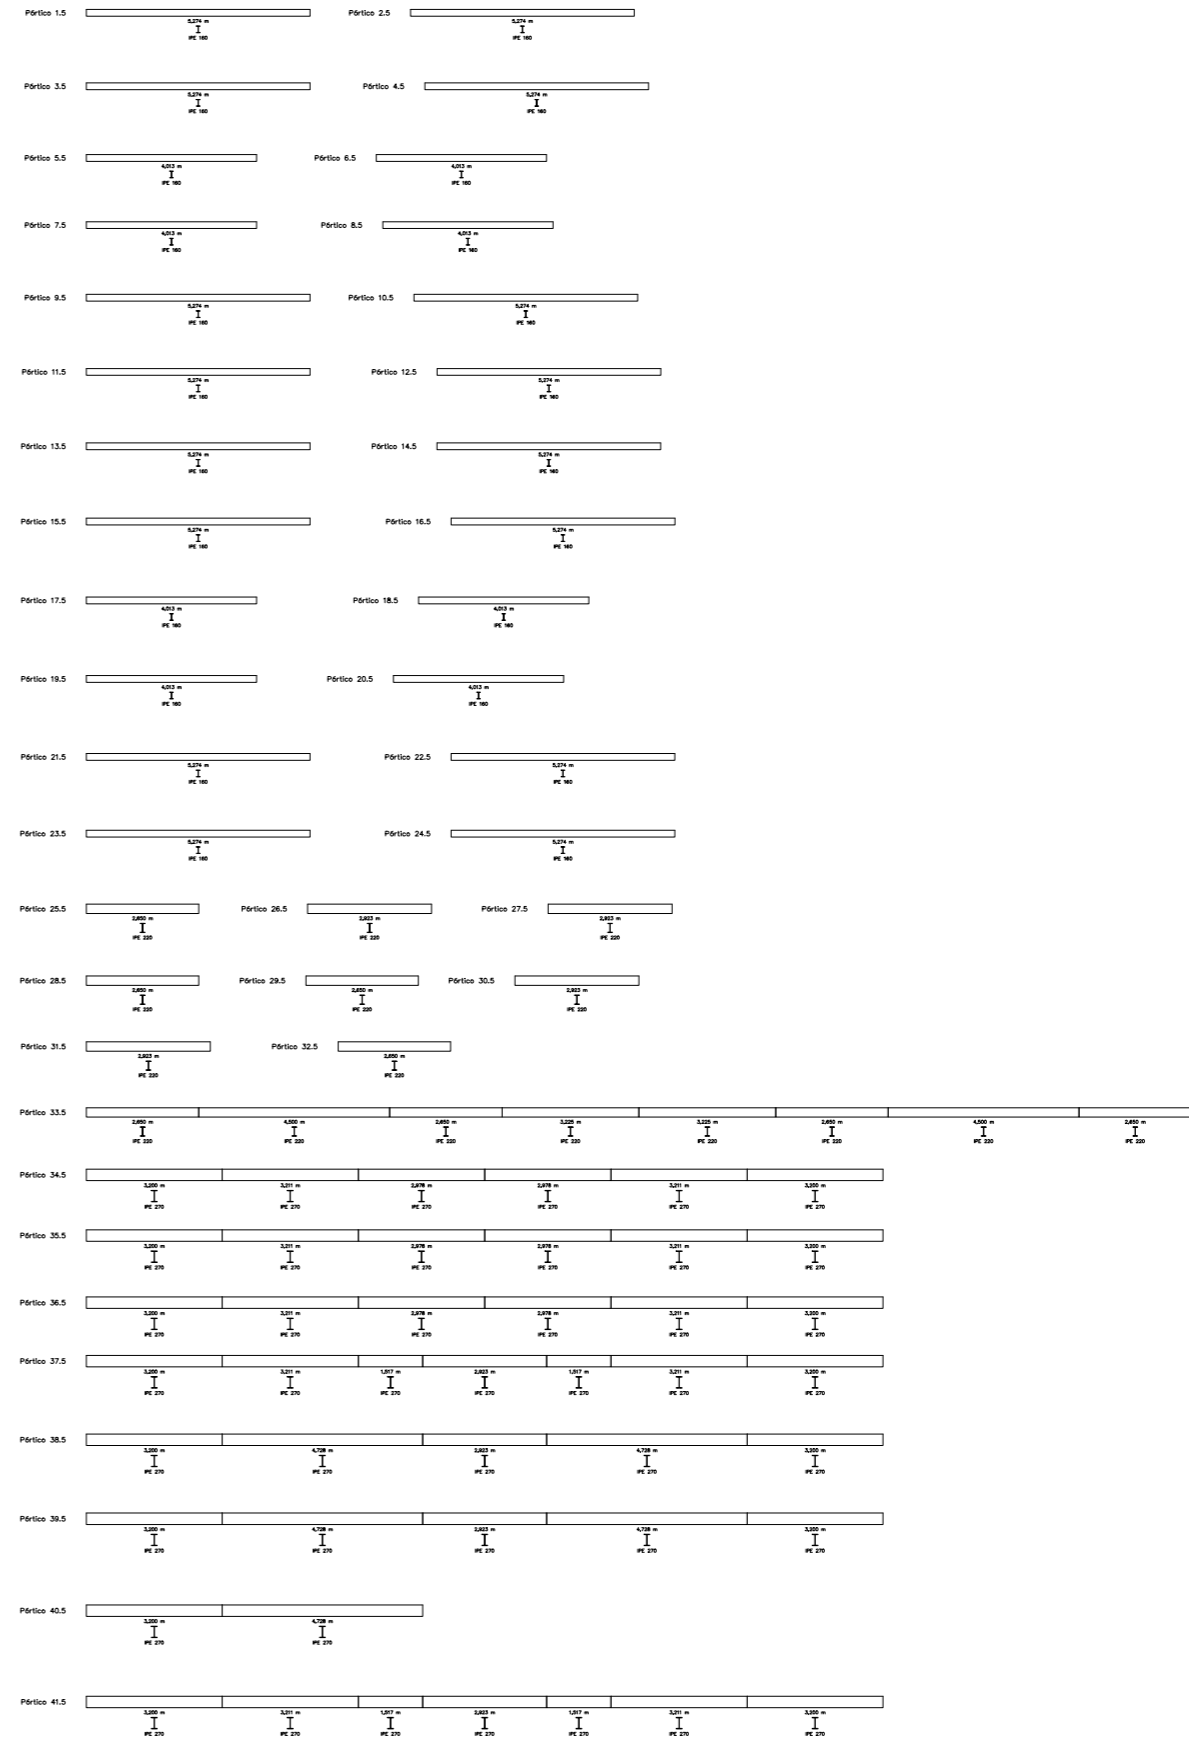 Pórtico 1.5 Pórtico 2.5
5,274 m 5,274 m
IPE 160 IPE 160
Pórtico 3.5 Pórtico 4.5
5,274 m 5,274 m
IPE 160 IPE 160
Pórtico 5.5 Pórtico 6.5
4,013 m 4,013 m
IPE 160 IPE 160
Pórtico 7.5 Pórtico 8.5
4,013 m 4,013 m
IPE 160 IPE 160
Pórtico 9.5 Pórtico 10.5
5,274 m 5,274 m
IPE 160 IPE 160
Pórtico 11.5 Pórtico 12.5
5,274 m 5,274 m
IPE 160 IPE 160
Pórtico 13.5 Pórtico 14.5
5,274 m 5,274 m
IPE 160 IPE 160
Pórtico 15.5 Pórtico 16.5
5,274 m 5,274 m
IPE 160 IPE 160
Pórtico 17.5 Pórtico 18.5
4,013 m 4,013 m
IPE 160 IPE 160
Pórtico 19.5 Pórtico 20.5
4,013 m 4,013 m
IPE 160 IPE 160
Pórtico 21.5 Pórtico 22.5
5,274 m 5,274 m
IPE 160 IPE 160
Pórtico 23.5 Pórtico 24.5
5,274 m 5,274 m
IPE 160 IPE 160
Pórtico 25.5 Pórtico 26.5 Pórtico 27.5
2,650 m 2,923 m 2,923 m
IPE 220 IPE 220 IPE 220
Pórtico 28.5 Pórtico 29.5 Pórtico 30.5
2,650 m 2,650 m 2,923 m
IPE 220 IPE 220 IPE 220
Pórtico 31.5 Pórtico 32.5
2,923 m 2,650 m
IPE 220 IPE 220
Pórtico 33.5
2,650 m 4,500 m 2,650 m 3,225 m 3,225 m 2,650 m 4,500 m 2,650 m
IPE 220 IPE 220 IPE 220 IPE 220 IPE 220 IPE 220 IPE 220 IPE 220
Pórtico 34.5
3,200 m 3,211 m 2,978 m 2,978 m 3,211 m 3,200 m
IPE 270 IPE 270 IPE 270 IPE 270 IPE 270 IPE 270
Pórtico 35.5
3,200 m 3,211 m 2,978 m 2,978 m 3,211 m 3,200 m
IPE 270 IPE 270 IPE 270 IPE 270 IPE 270 IPE 270
Pórtico 36.5
3,200 m 3,211 m 2,978 m 2,978 m 3,211 m 3,200 m
IPE 270 IPE 270 IPE 270 IPE 270 IPE 270 IPE 270
Pórtico 37.5
3,200 m 3,211 m 1,517 m 2,923 m 1,517 m 3,211 m 3,200 m
IPE 270 IPE 270 IPE 270 IPE 270 IPE 270 IPE 270 IPE 270
Pórtico 38.5
3,200 m 4,728 m 2,923 m 4,728 m 3,200 m
IPE 270 IPE 270 IPE 270 IPE 270 IPE 270
Pórtico 39.5
3,200 m 4,728 m 2,923 m 4,728 m 3,200 m
IPE 270 IPE 270 IPE 270 IPE 270 IPE 270
Pórtico 40.5
3,200 m 4,728 m
IPE 270 IPE 270
Pórtico 41.5
3,200 m 3,211 m 1,517 m 2,923 m 1,517 m 3,211 m 3,200 m
IPE 270 IPE 270 IPE 270 IPE 270 IPE 270 IPE 270 IPE 270